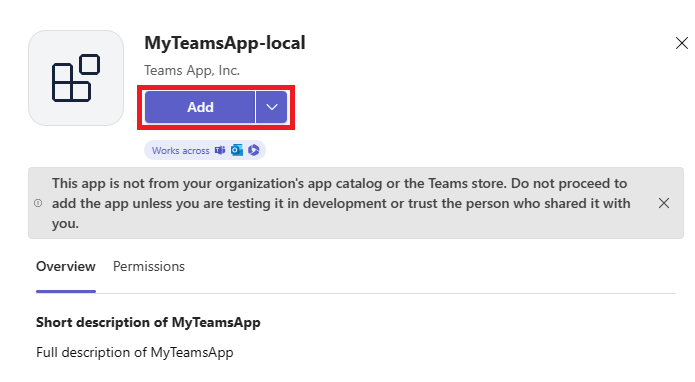 MyTeamsApp-local
Teams App, Inc.
Add
Works across
This app is not from your organization's app catalog or the Teams store. Do not proceed to
add the app unless you are testing it in development or trust the person who shared it with
you.
Overview Permissions
Short description of MyTeamsApp
Full description of MyTeamsApp